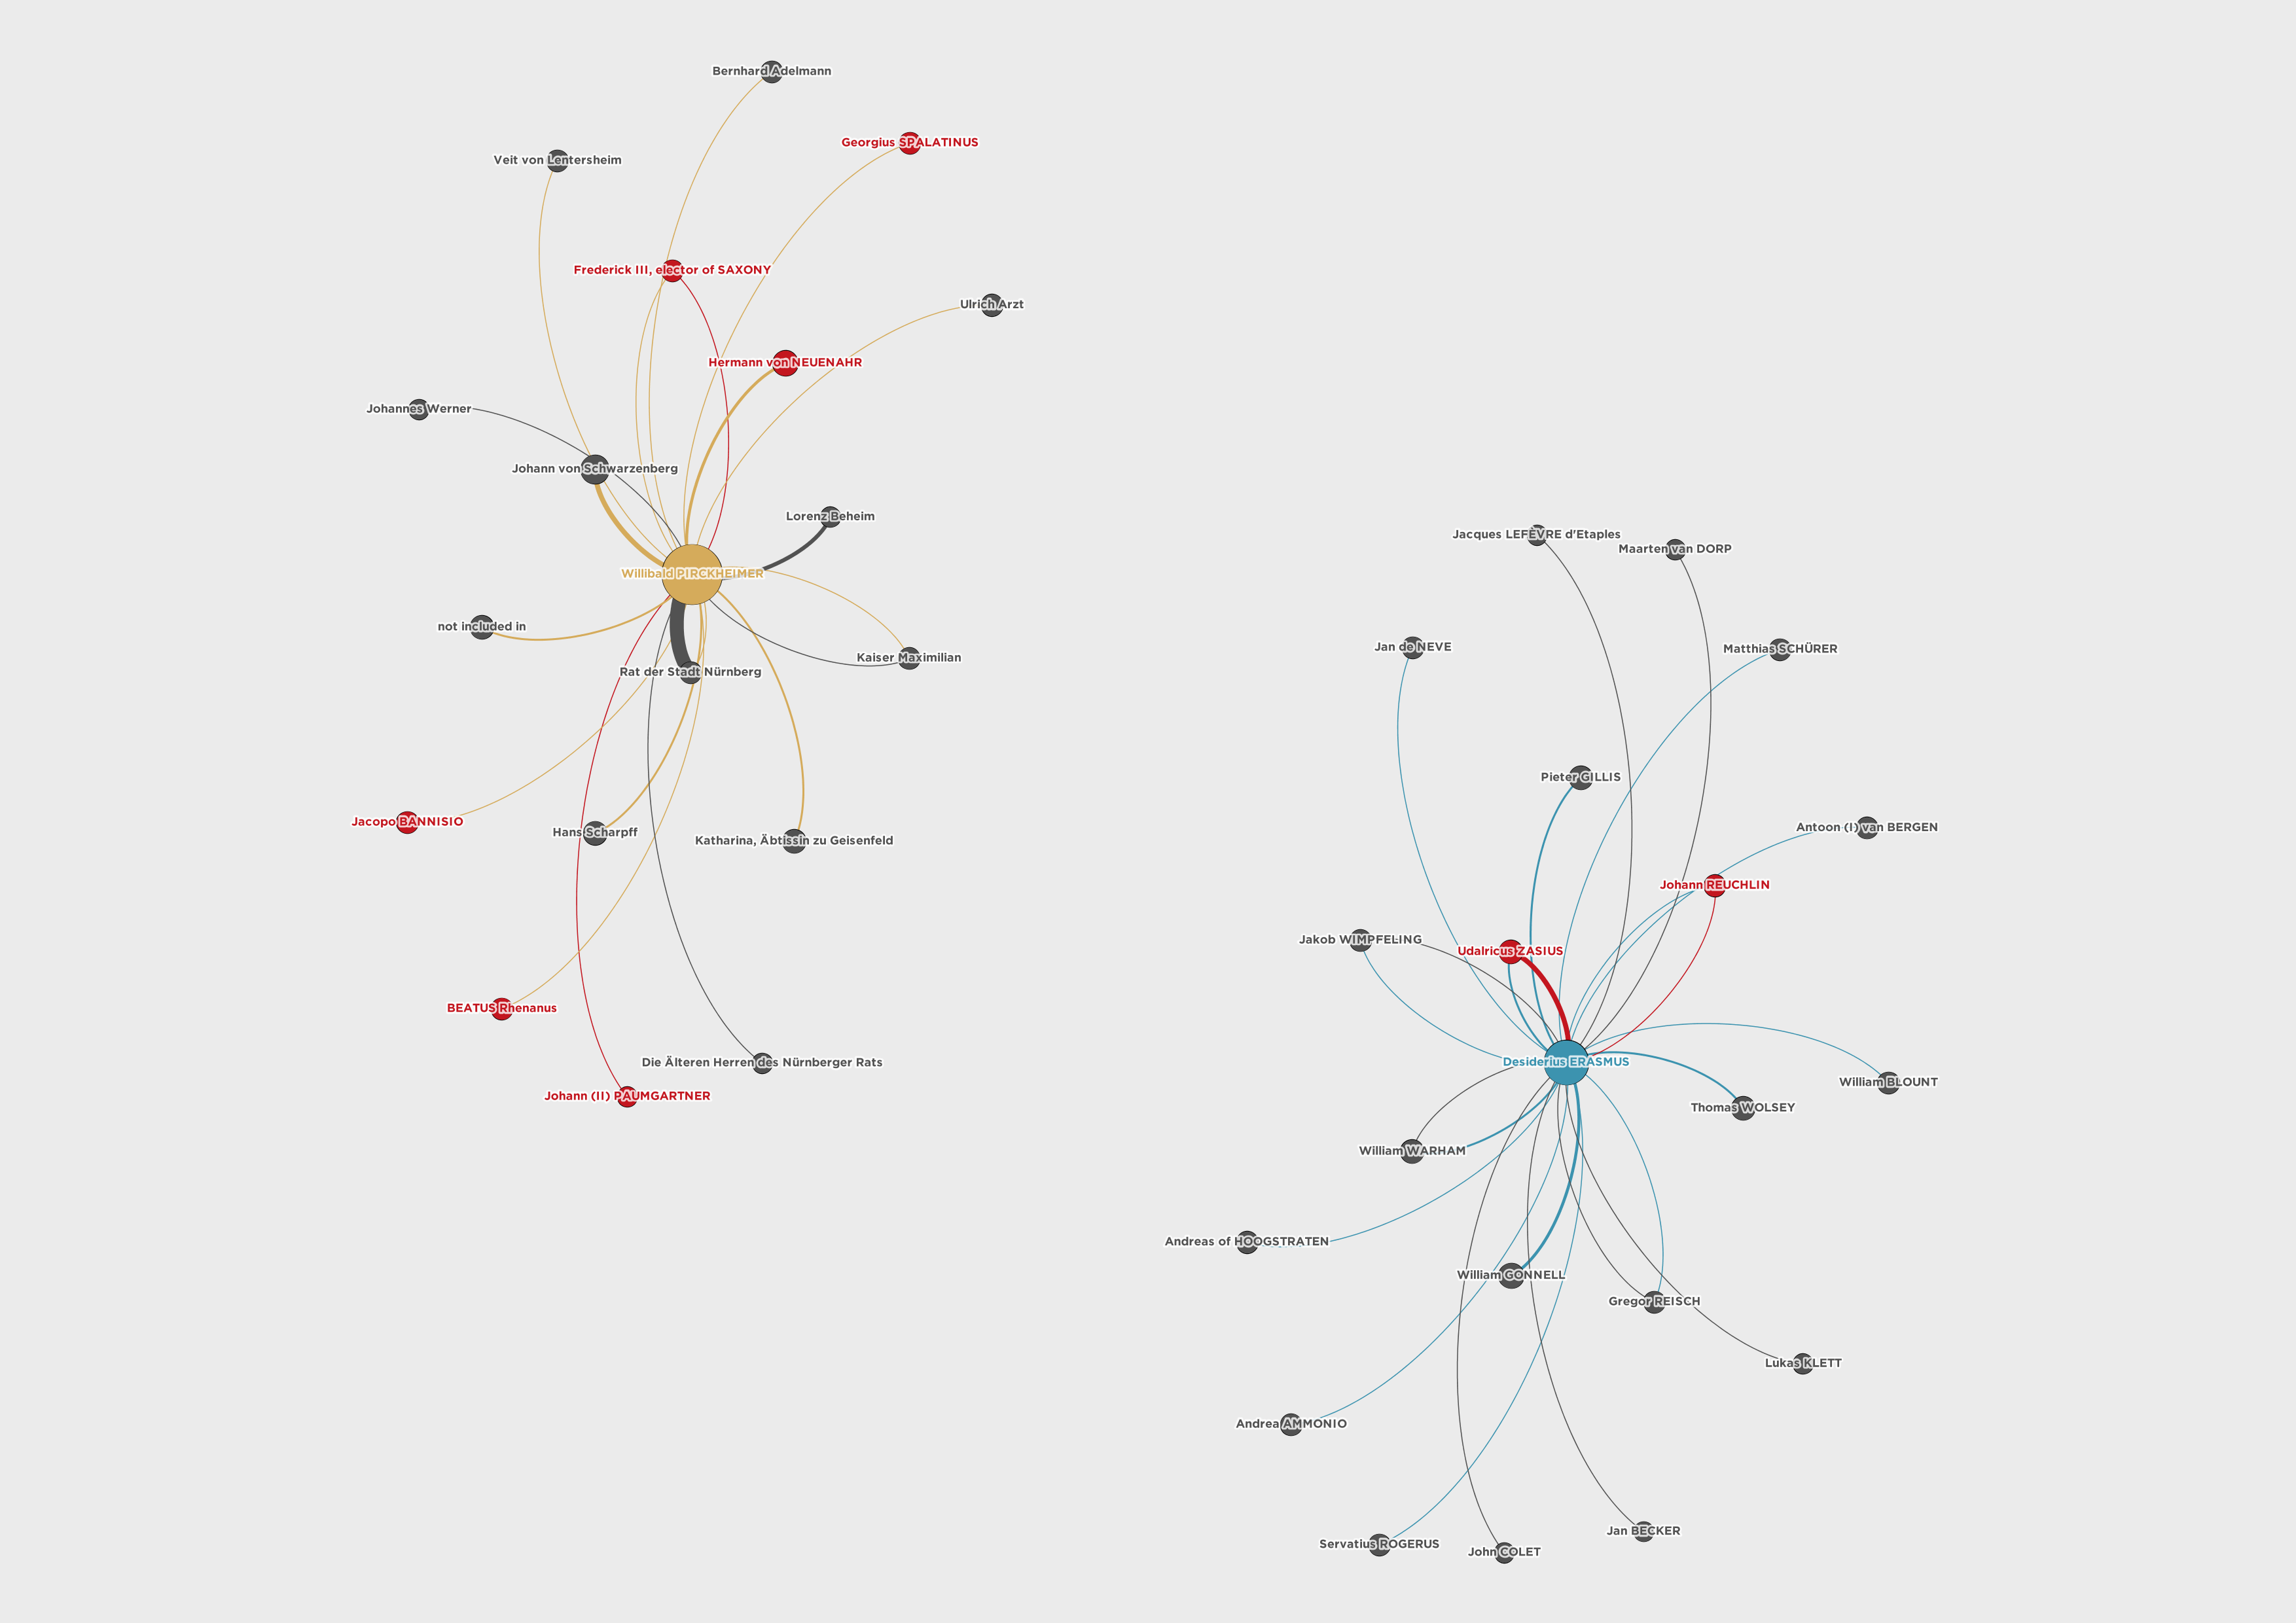 Bernhard Adelmann
Georgius SPALATINUS
Veit von Lentersheim
Frederick III, elector of SAXONY
Ulrich Arzt
Hermann von NEUENAHR
Johannes Werner
Johann von Schwarzenberg
Lorenz Beheim
Willibald PIRCKHEIMER
not included in
Kaiser Maximilian
Rat der Stadt Nürnberg
Jacopo BANNISIO
Hans Scharpff
Katharina, Äbtissin zu Geisenfeld
BEATUS Rhenanus
Die Älteren Herren des Nürnberger Rats
Johann (II) PAUMGARTNER
Jacques LEFÈVRE d'Etaples
Maarten van DORP
Jan de NEVE
Matthias SCHÜRER
Pieter GILLIS
Antoon (I) van BERGEN
Johann REUCHLIN
Jakob WIMPFELING
Udalricus ZASIUS
Desiderius ERASMUS
William BLOUNT
Thomas WOLSEY
William WARHAM
Andreas of HOOGSTRATEN
William GONNELL
Gregor REISCH
Lukas KLETT
Andrea AMMONIO
Jan BECKER
Servatius ROGERUS
John COLET